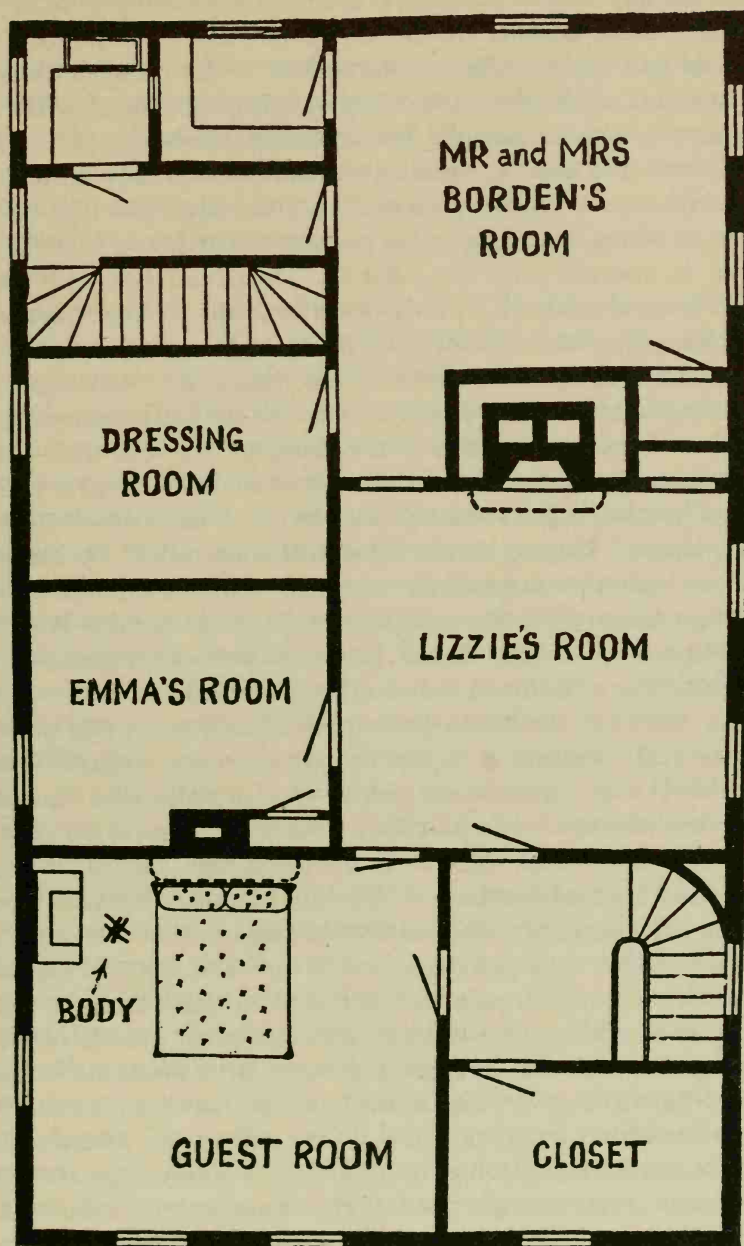 MR and MRS
BORDEN'S
ROOM
DRESSING
ROOM
LIZZIE'S ROOM
EMMA'S ROOM
BODY
GUEST ROOM
CLOSET